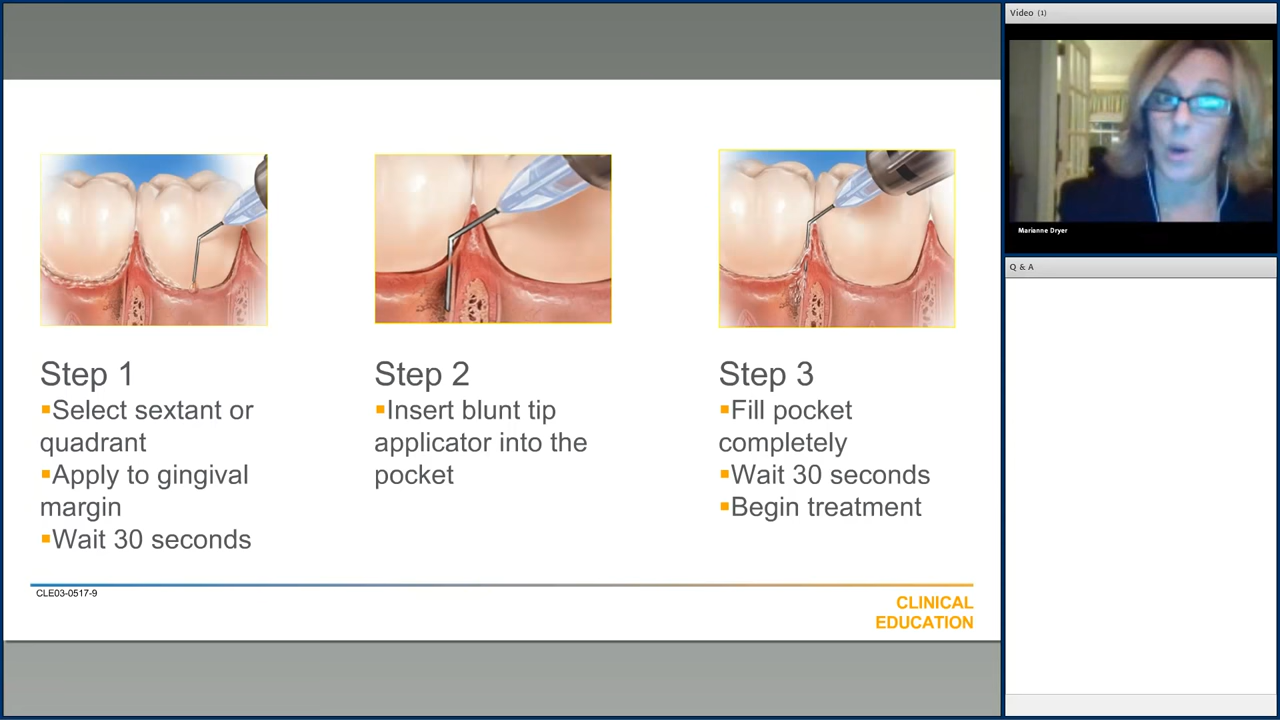 Step 1
▪Select sextant or
quadrant
▪Apply to gingival
margin
▪Wait 30 seconds
Step 2
▪Insert blunt tip
applicator into the
pocket
Step 3
▪Fill pocket
completely
▪Wait 30 seconds
▪Begin treatment
CLE03-0517-9
CLINICAL
EDUCATION
Video (1)
Marianne Dryer
Q & A